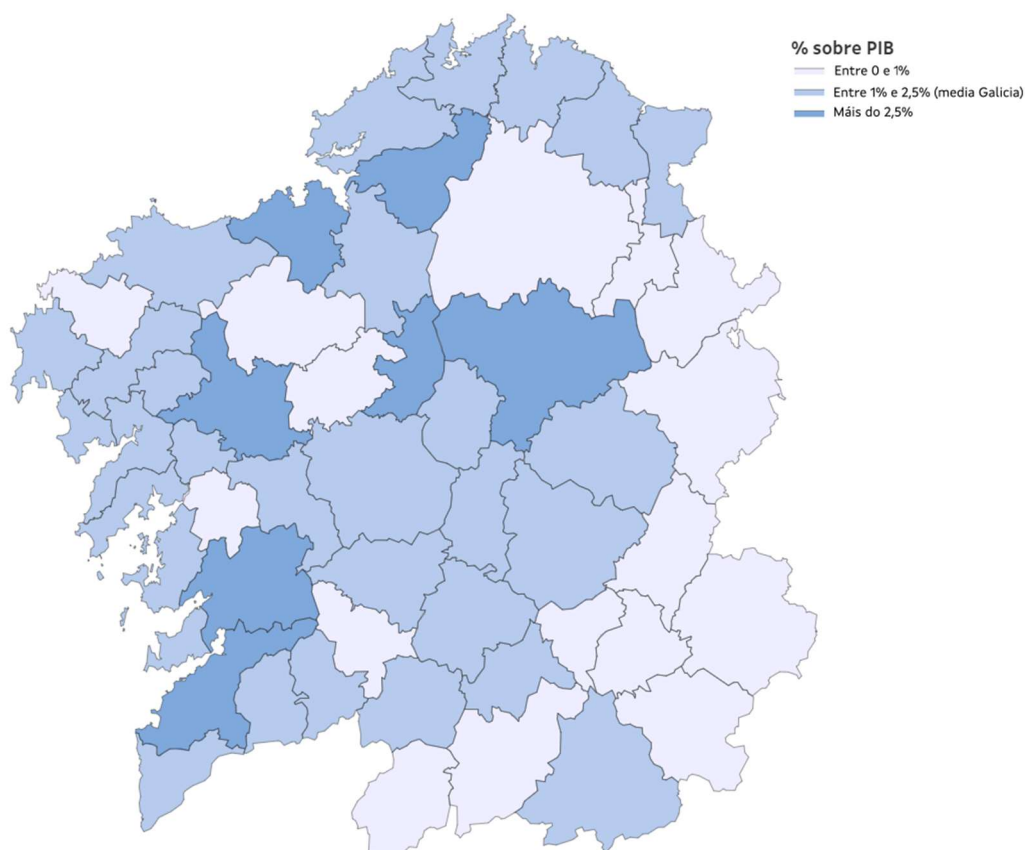 % sobre PIB
Entre 0 e 1%
Entre 1% e 2,5% (media Galicia)
Máis do 2,5%